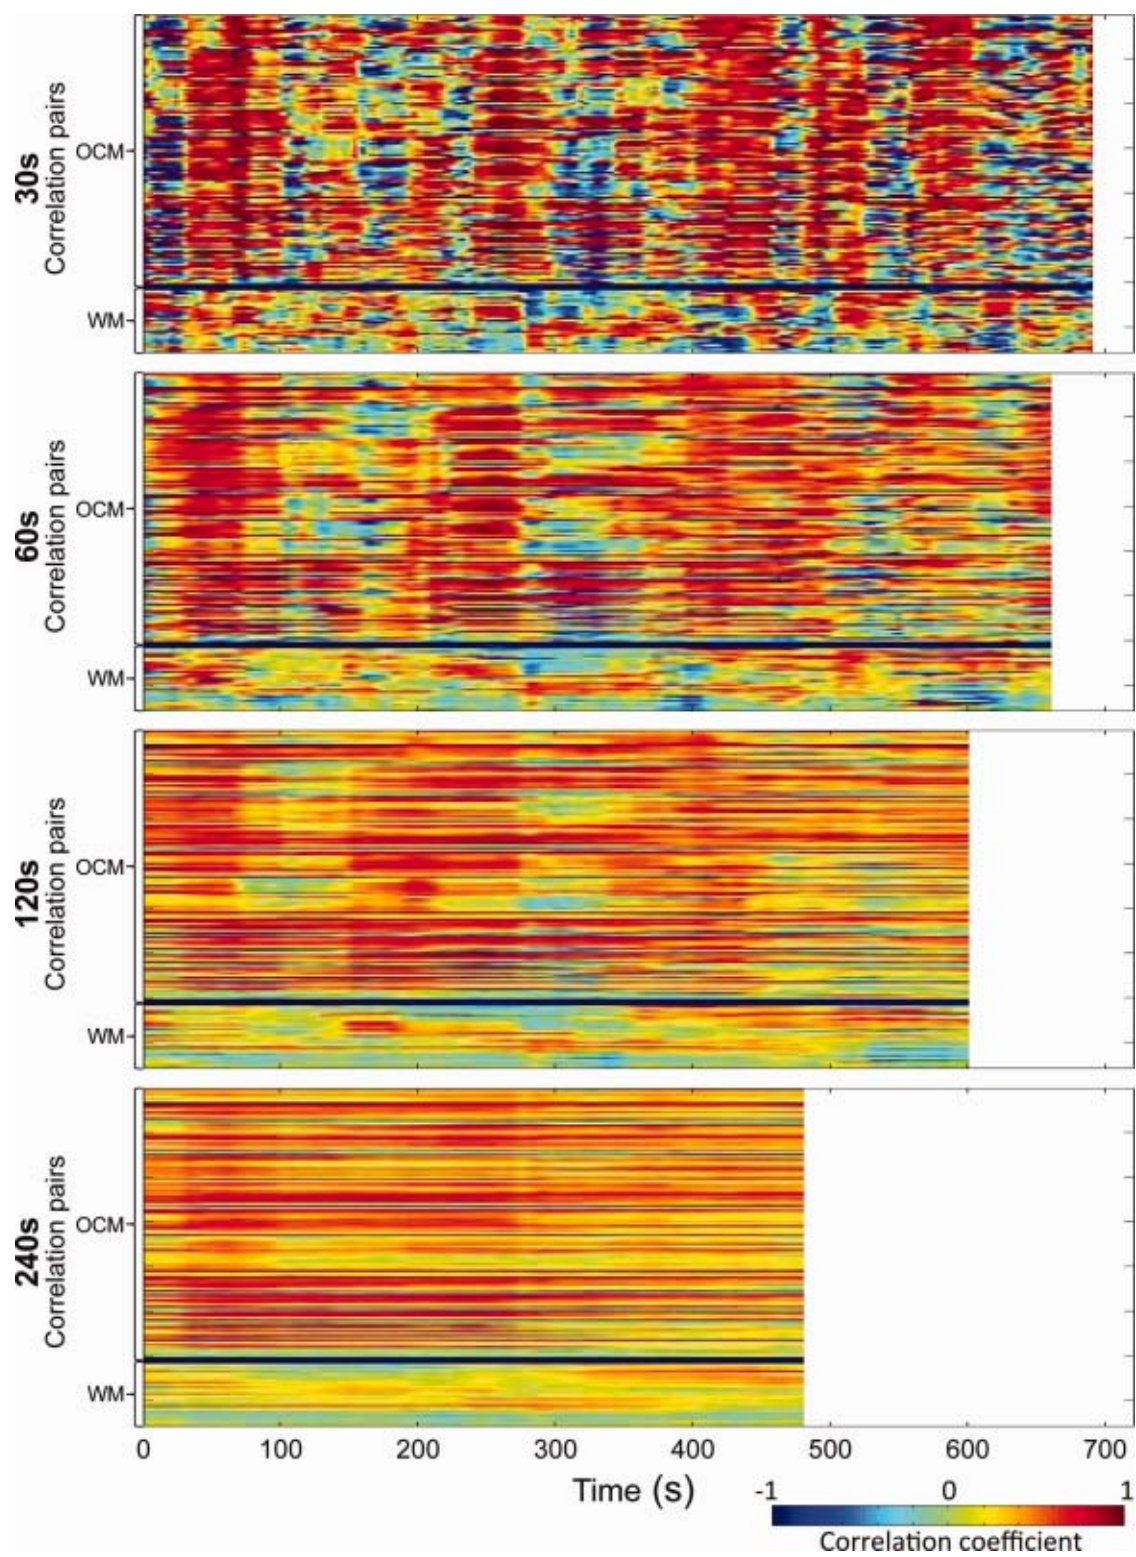 30s
Correlation pairs
OCM
WM
60s
Correlation pairs
OCM
WM
120s
Correlation pairs
OCM
WM
240s
Correlation pairs
OCM
WM
0 100 200 300 400 500 600 700
Time (s)
-1 0 1
Correlation coefficient